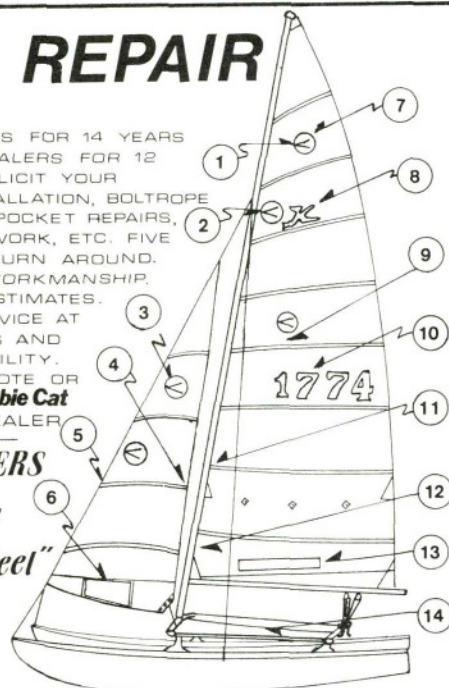 REPAIR
S FOR 14 YEARS
ALERS FOR 12
LICIT YOUR
ALLATION, BOLTROPE
POCKET REPAIRS,
WORK, ETC. FIVE
URN AROUND.
ORKMANSHIP.
STIMATES.
VICE AT
S AND
BILITY.
OTE OR
bie Cat
EALER
ERS
eel"
1
2
3
4
5
6
7
8
9
10
11
12
13
14
1774